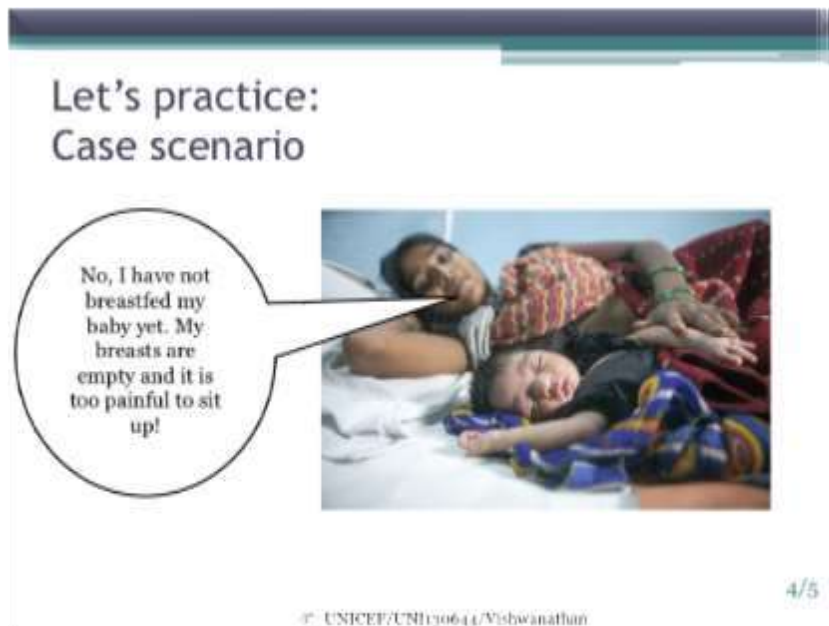 Let's practice:
Case scenario
No, I have not
breastfed my
baby yet. My
breasts are
empty and it is
too painful to sit
up!
4/5
UNICEF/UNI130644/Vishwanathan